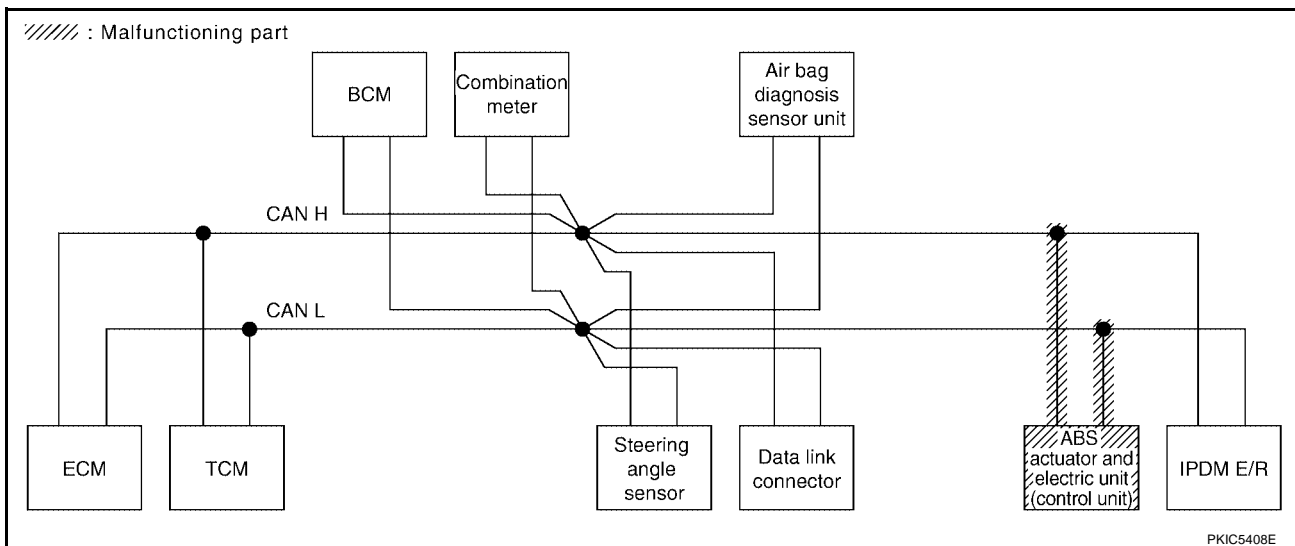 : Malfunctioning part
BCM
Combination
meter
Air bag
diagnosis
sensor unit
CAN H
CAN L
ECM
TCM
Steering
angle
sensor
Data link
connector
ABS
actuator and
electric unit
(control unit)
IPDM E/R
PKIC5408E